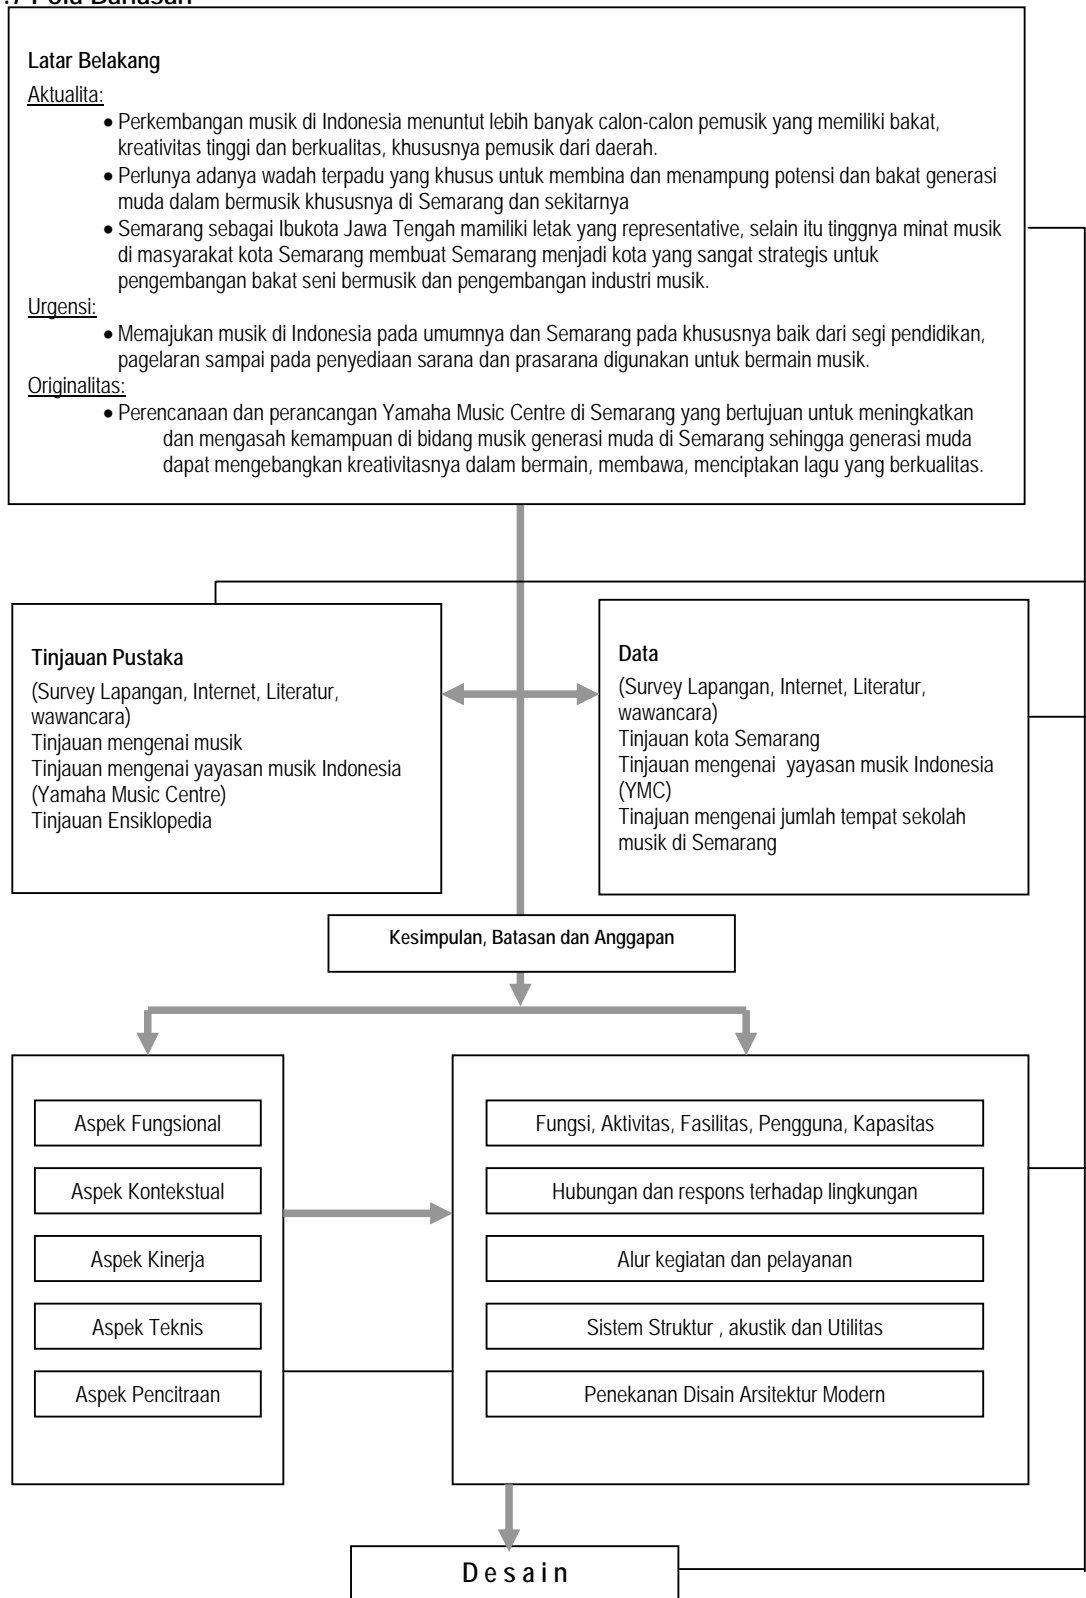 .7 Pola Bahasan
Latar Belakang
Aktualita:
• Perkembangan musik di Indonesia menuntut lebih banyak calon-calon pemusik yang memiliki bakat,
kreativitas tinggi dan berkualitas, khususnya pemusik dari daerah.
• Perlunya adanya wadah terpadu yang khusus untuk membina dan menampung potensi dan bakat generasi
muda dalam bermusik khususnya di Semarang dan sekitarnya
• Semarang sebagai Ibukota Jawa Tengah mamiliki letak yang representative, selain itu tinggnya minat musik
di masyarakat kota Semarang membuat Semarang menjadi kota yang sangat strategis untuk
pengembangan bakat seni bermusik dan pengembangan industri musik.
Urgensi:
• Memajukan musik di Indonesia pada umumnya dan Semarang pada khususnya baik dari segi pendidikan,
pagelaran sampai pada penyediaan sarana dan prasarana digunakan untuk bermain musik.
Originalitas:
• Perencanaan dan perancangan Yamaha Music Centre di Semarang yang bertujuan untuk meningkatkan
dan mengasah kemampuan di bidang musik generasi muda di Semarang sehingga generasi muda
dapat mengebangkan kreativitasnya dalam bermain, membawa, menciptakan lagu yang berkualitas.
Tinjauan Pustaka
(Survey Lapangan, Internet, Literatur,
wawancara)
Tinjauan mengenai musik
Tinjauan mengenai yayasan musik Indonesia
(Yamaha Music Centre)
Tinjauan Ensiklopedia
Data
(Survey Lapangan, Internet, Literatur,
wawancara)
Tinjauan kota Semarang
Tinjauan mengenai yayasan musik Indonesia
(YMC)
Tinajuan mengenai jumlah tempat sekolah
musik di Semarang
Kesimpulan, Batasan dan Anggapan
Aspek Fungsional
Aspek Kontekstual
Aspek Kinerja
Aspek Teknis
Aspek Pencitraan
Fungsi, Aktivitas, Fasilitas, Pengguna, Kapasitas
Hubungan dan respons terhadap lingkungan
Alur kegiatan dan pelayanan
Sistem Struktur , akustik dan Utilitas
Penekanan Disain Arsitektur Modern
Desain